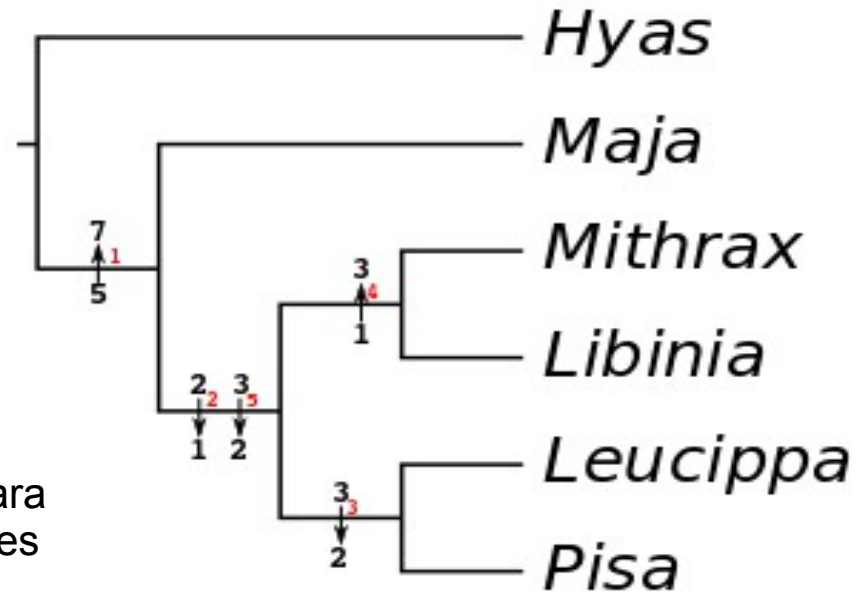 Hyas
Maja
7
1
5
Mithrax
3
4
1
Libinia
2 3
2 5
1 2
Leucippa
3
3
2
Pisa
ara
es